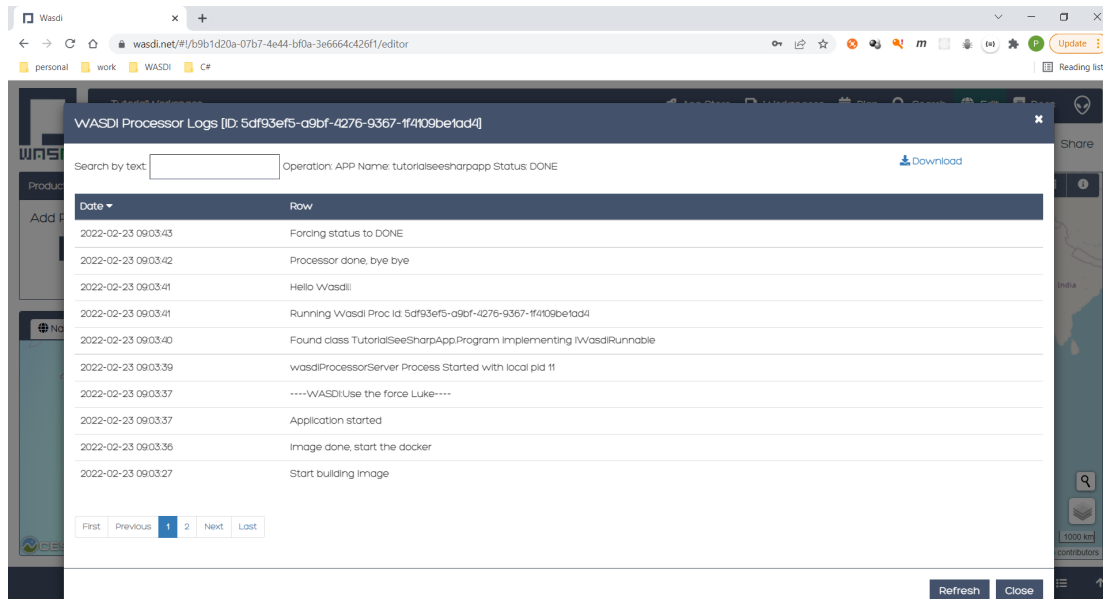 Wasdi
wasdi.net/#!/b9b1d20a-07b7-4e44-bf0a-3e6664c426f1/editor
P Update
personal work WASDI C# Reading list
WASDI Processor Logs [ID: 5df93ef5-a9bf-4276-9367-1f4109be1ad4]
Share
Search by text: Operation: APP Name: tutorialseesharpapp Status: DONE Download
Produc
Add P
Date Row
2022-02-23 09:03:43 Forcing status to DONE
2022-02-23 09:03:42 Processor done, bye bye
2022-02-23 09:03:41 Hello Wasdi!
2022-02-23 09:03:41 Running Wasdi Proc Id: 5df93ef5-a9bf-4276-9367-1f4109be1ad4
2022-02-23 09:03:40 Found class TutorialSeeSharpApp.Program implementing IWasdiRunnable
2022-02-23 09:03:39 wasdiProcessorServer Process Started with local pid 11
2022-02-23 09:03:37 ----WASDI:Use the force Luke----
2022-02-23 09:03:37 Application started
2022-02-23 09:03:36 Image done, start the docker
2022-02-23 09:03:27 Start building Image
India
First Previous 1 2 Next Last
1000 km
contributors
Refresh Close